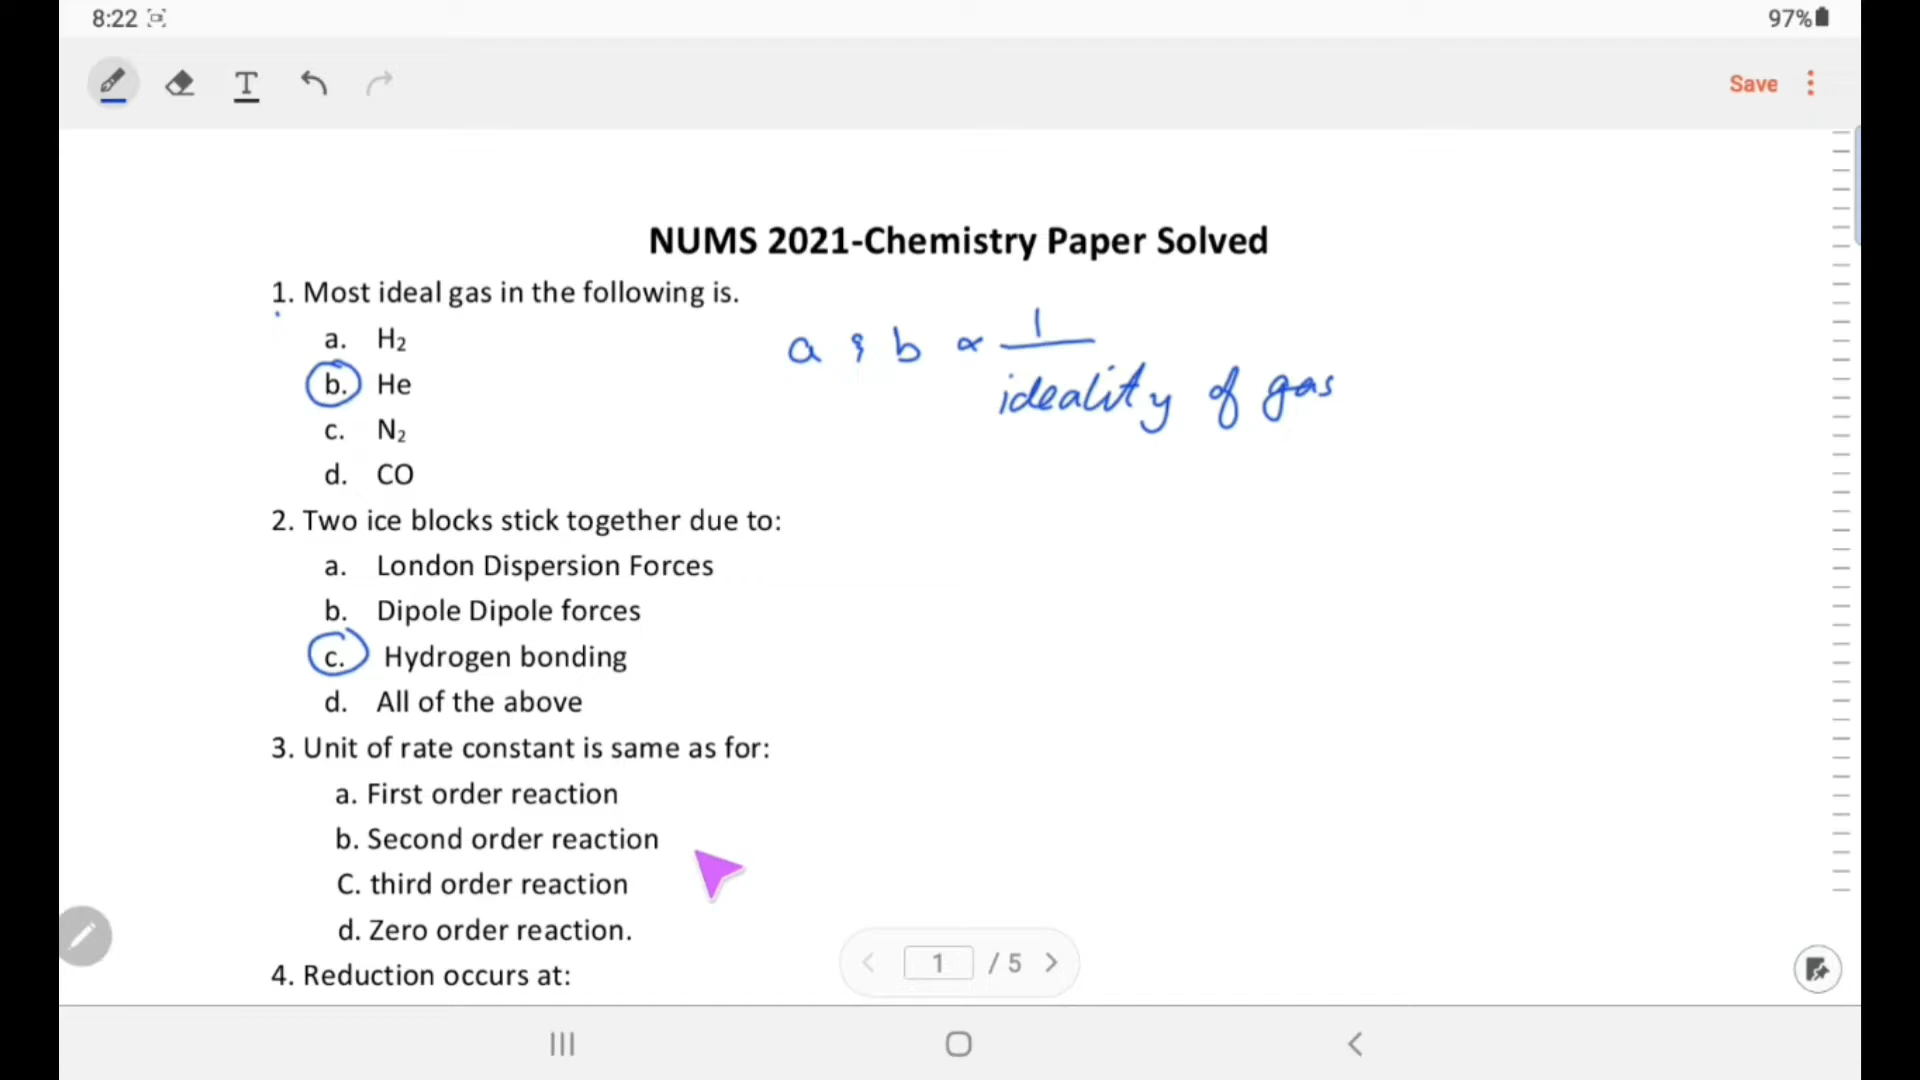 8:22
97%
T
Save
NUMS 2021-Chemistry Paper Solved
1. Most ideal gas in the following is.
a. H₂
b. He
c. N₂
d. CO
a & b ∝ 1
ideality of gas
2. Two ice blocks stick together due to:
a. London Dispersion Forces
b. Dipole Dipole forces
c. Hydrogen bonding
d. All of the above
3. Unit of rate constant is same as for:
a. First order reaction
b. Second order reaction
C. third order reaction
d. Zero order reaction.
4. Reduction occurs at:
1 / 5